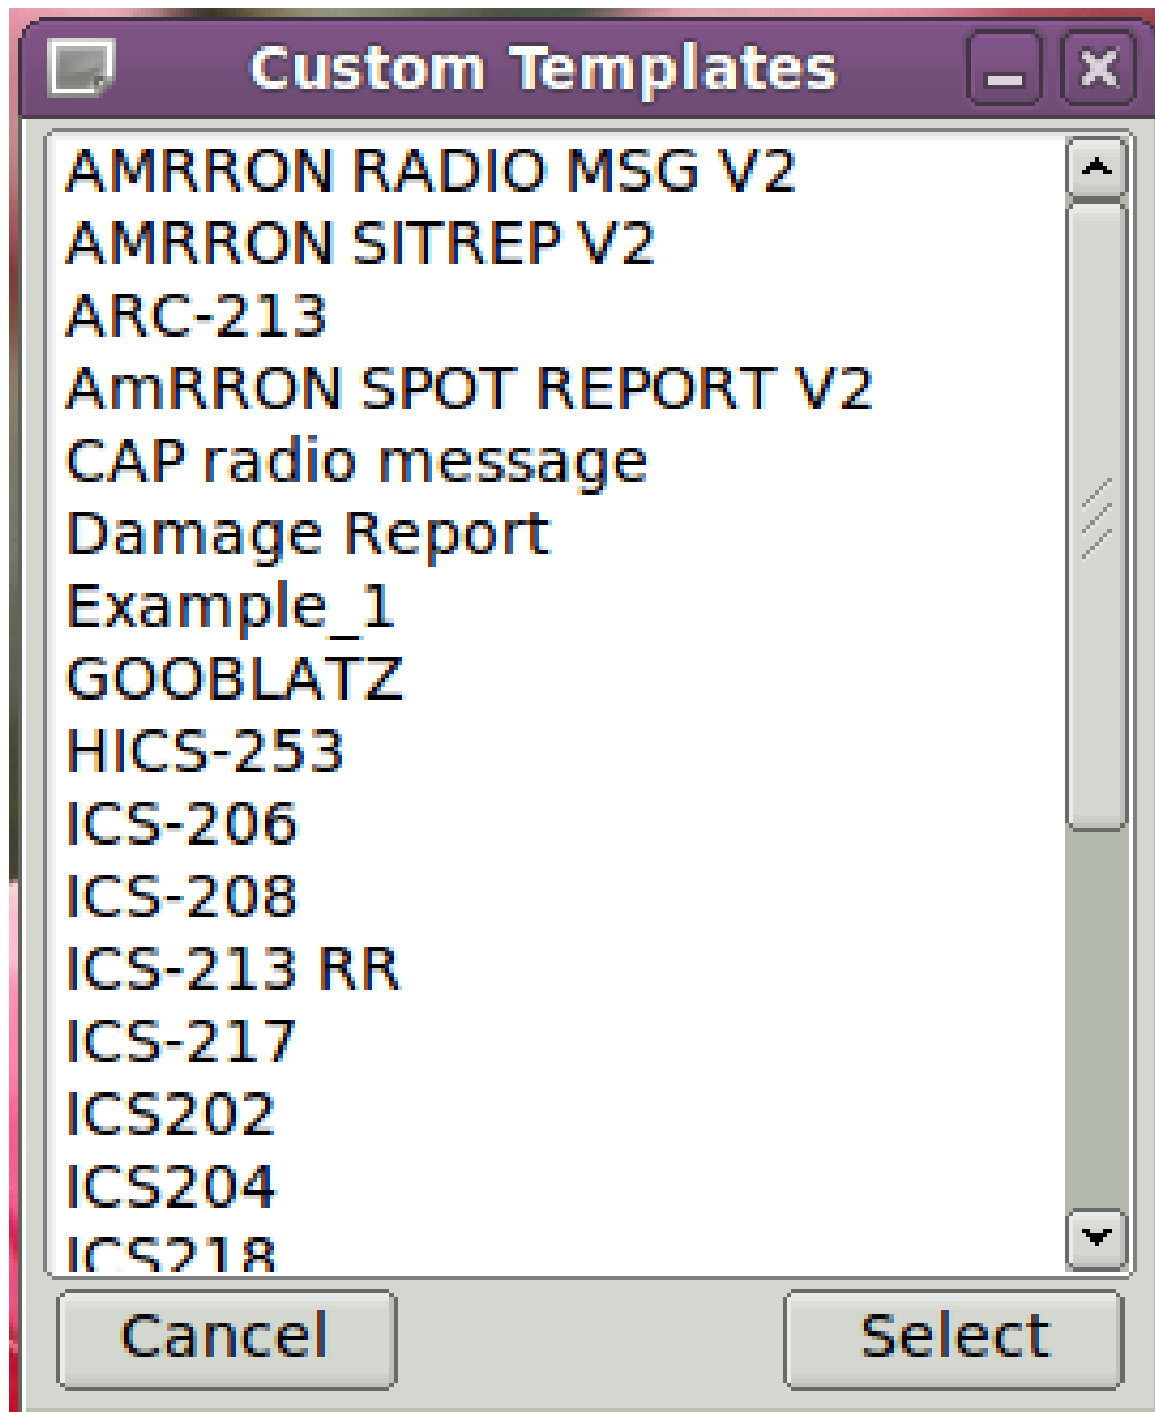 Custom Templates
AMRRON RADIO MSG V2
AMRRON SITREP V2
ARC-213
AmRRON SPOT REPORT V2
CAP radio message
Damage Report
Example_1
GOOBLATZ
HICS-253
ICS-206
ICS-208
ICS-213 RR
ICS-217
ICS202
ICS204
ICS218
Cancel
Select